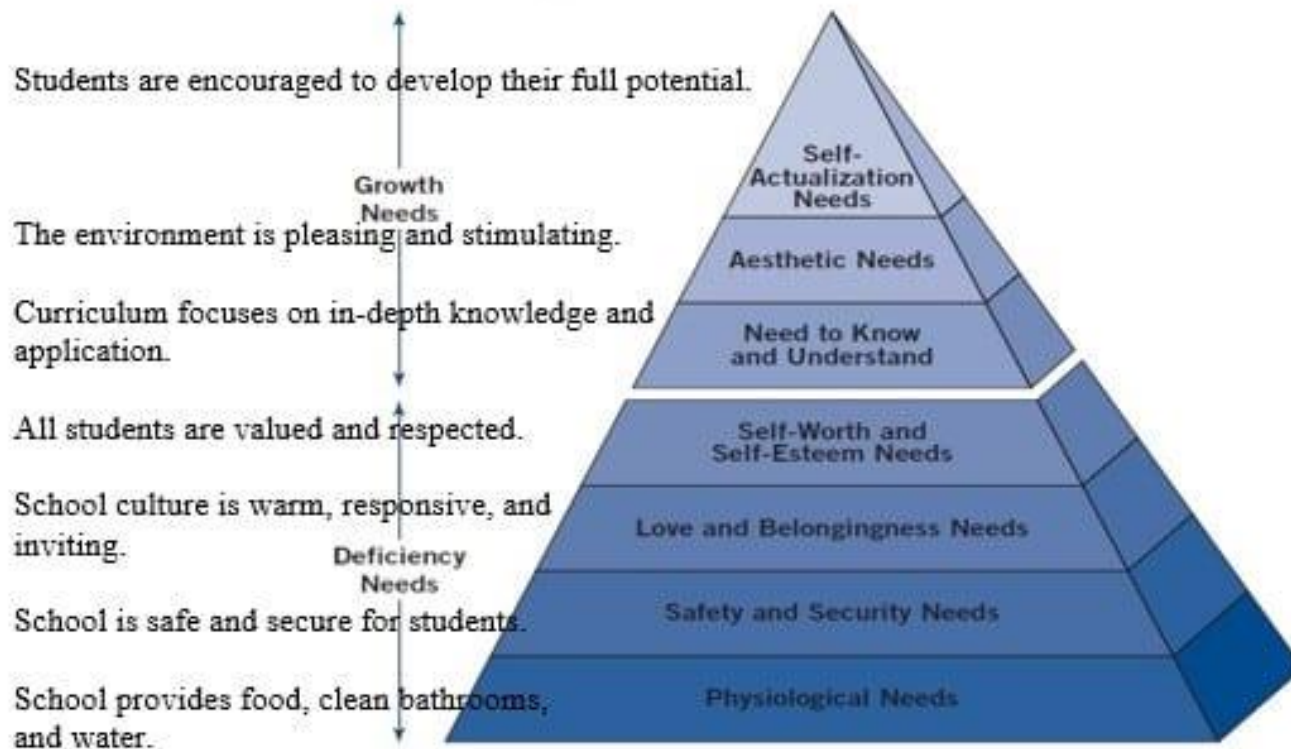 Students are encouraged to develop their full potential.
Self-
Actualization
Needs
Growth
Needs
The environment is pleasing and stimulating.
Aesthetic Needs
Curriculum focuses on in-depth knowledge and
application.
Need to Know
and Understand
All students are valued and respected.
Self-Worth and
Self-Esteem Needs
School culture is warm, responsive, and
inviting.
Love and Belongingness Needs
Deficiency
Needs
School is safe and secure for students.
Safety and Security Needs
School provides food, clean bathrooms,
and water.
Physiological Needs